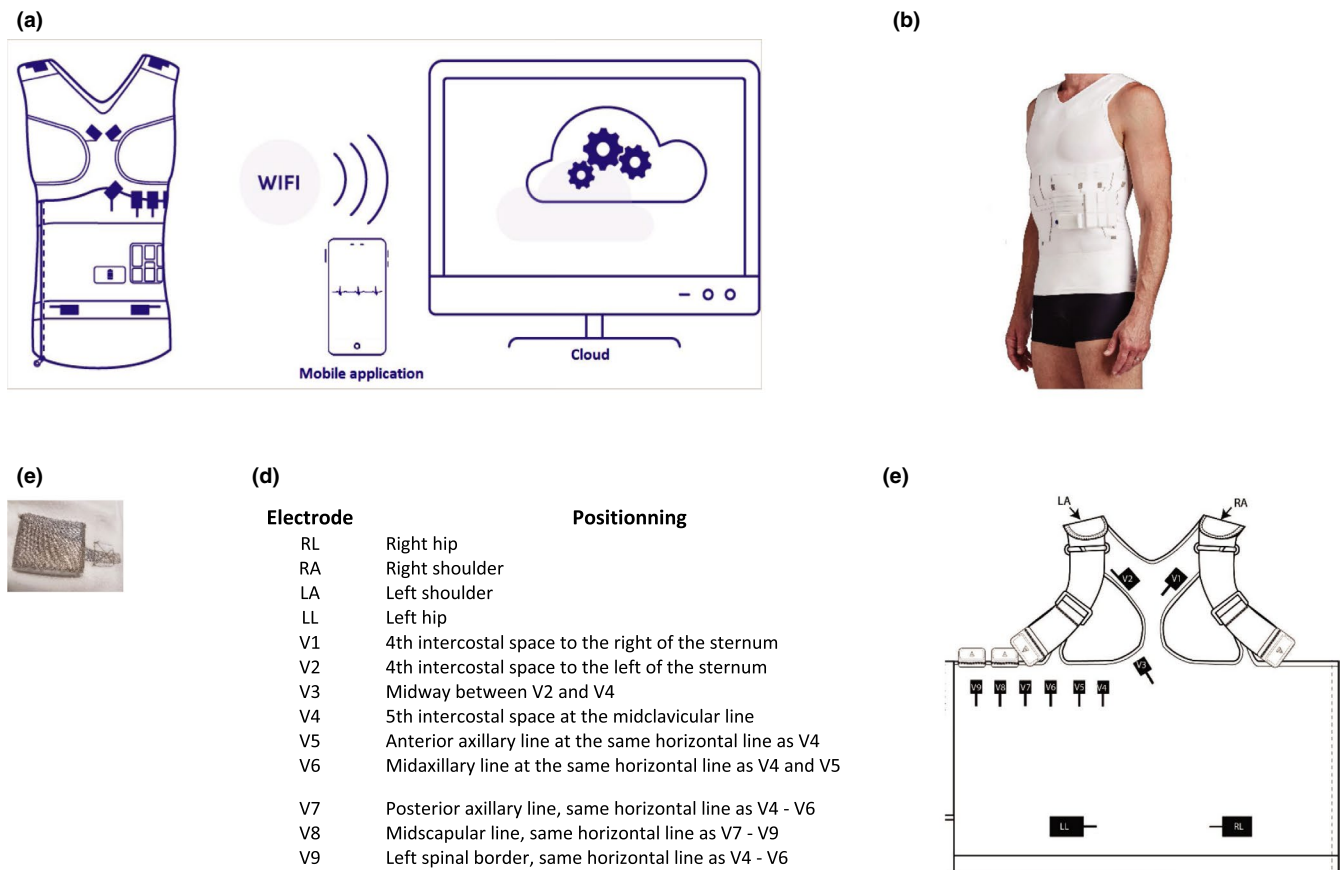 (a)
(b)
WIFI
Cloud
Mobile application
(e)
(d)
(e)
Electrode Positionning
RL Right hip
RA Right shoulder
LA Left shoulder
LL Left hip
V1 4th intercostal space to the right of the sternum
V2 4th intercostal space to the left of the sternum
V3 Midway between V2 and V4
V4 5th intercostal space at the midclavicular line
V5 Anterior axillary line at the same horizontal line as V4
V6 Midaxillary line at the same horizontal line as V4 and V5
V7 Posterior axillary line, same horizontal line as V4 - V6
V8 Midscapular line, same horizontal line as V7 - V9
V9 Left spinal border, same horizontal line as V4 - V6
LA
RA
V2
V1
V3
V9 V8 V7 V6 V5 V4
LL
RL